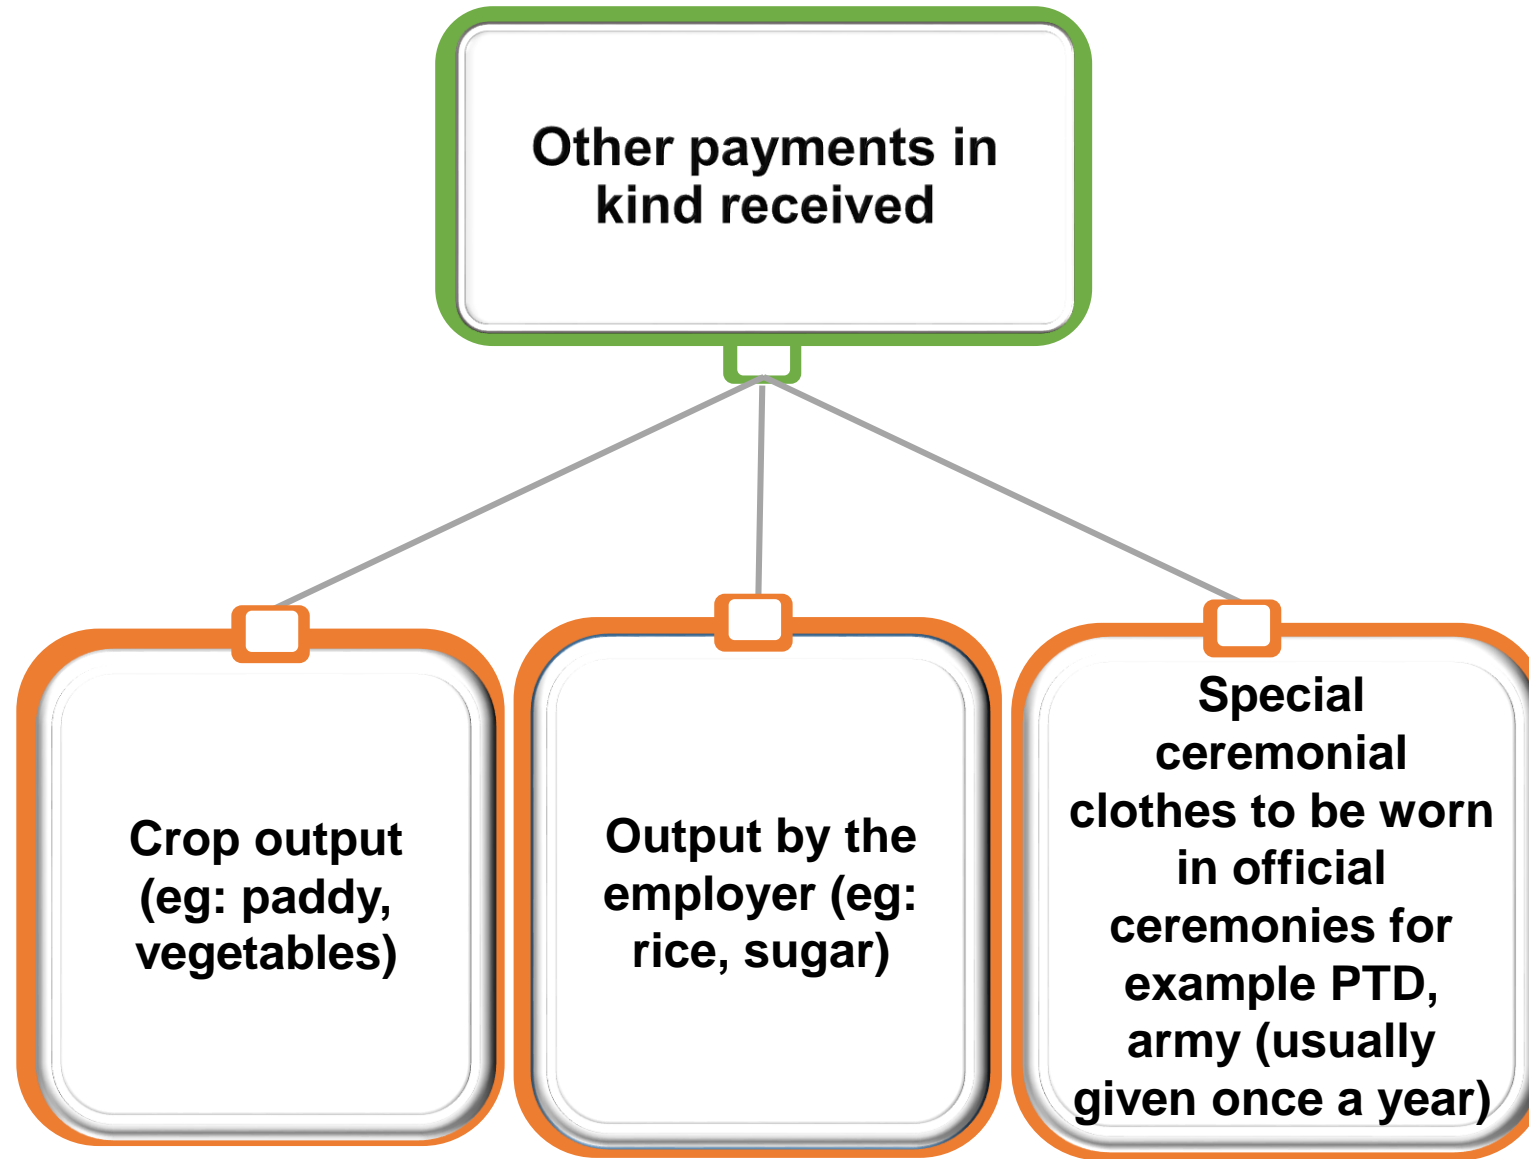 Other payments in
kind received
Crop output
(eg: paddy,
vegetables)
Output by the
employer (eg:
rice, sugar)
Special
ceremonial
clothes to be worn
in official
ceremonies for
example PTD,
army (usually
given once a year)